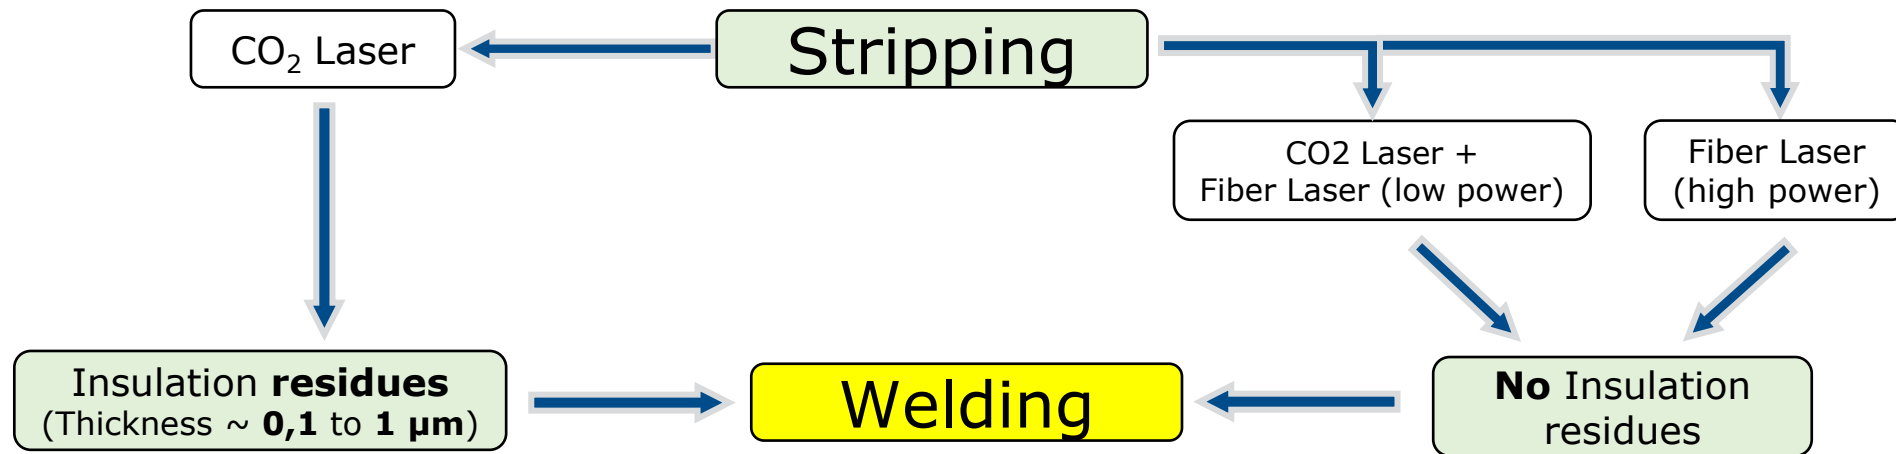 CO₂ Laser
Stripping
CO2 Laser +
Fiber Laser (low power)
Fiber Laser
(high power)
Insulation residues
(Thickness ~ 0,1 to 1 µm)
Welding
No Insulation
residues